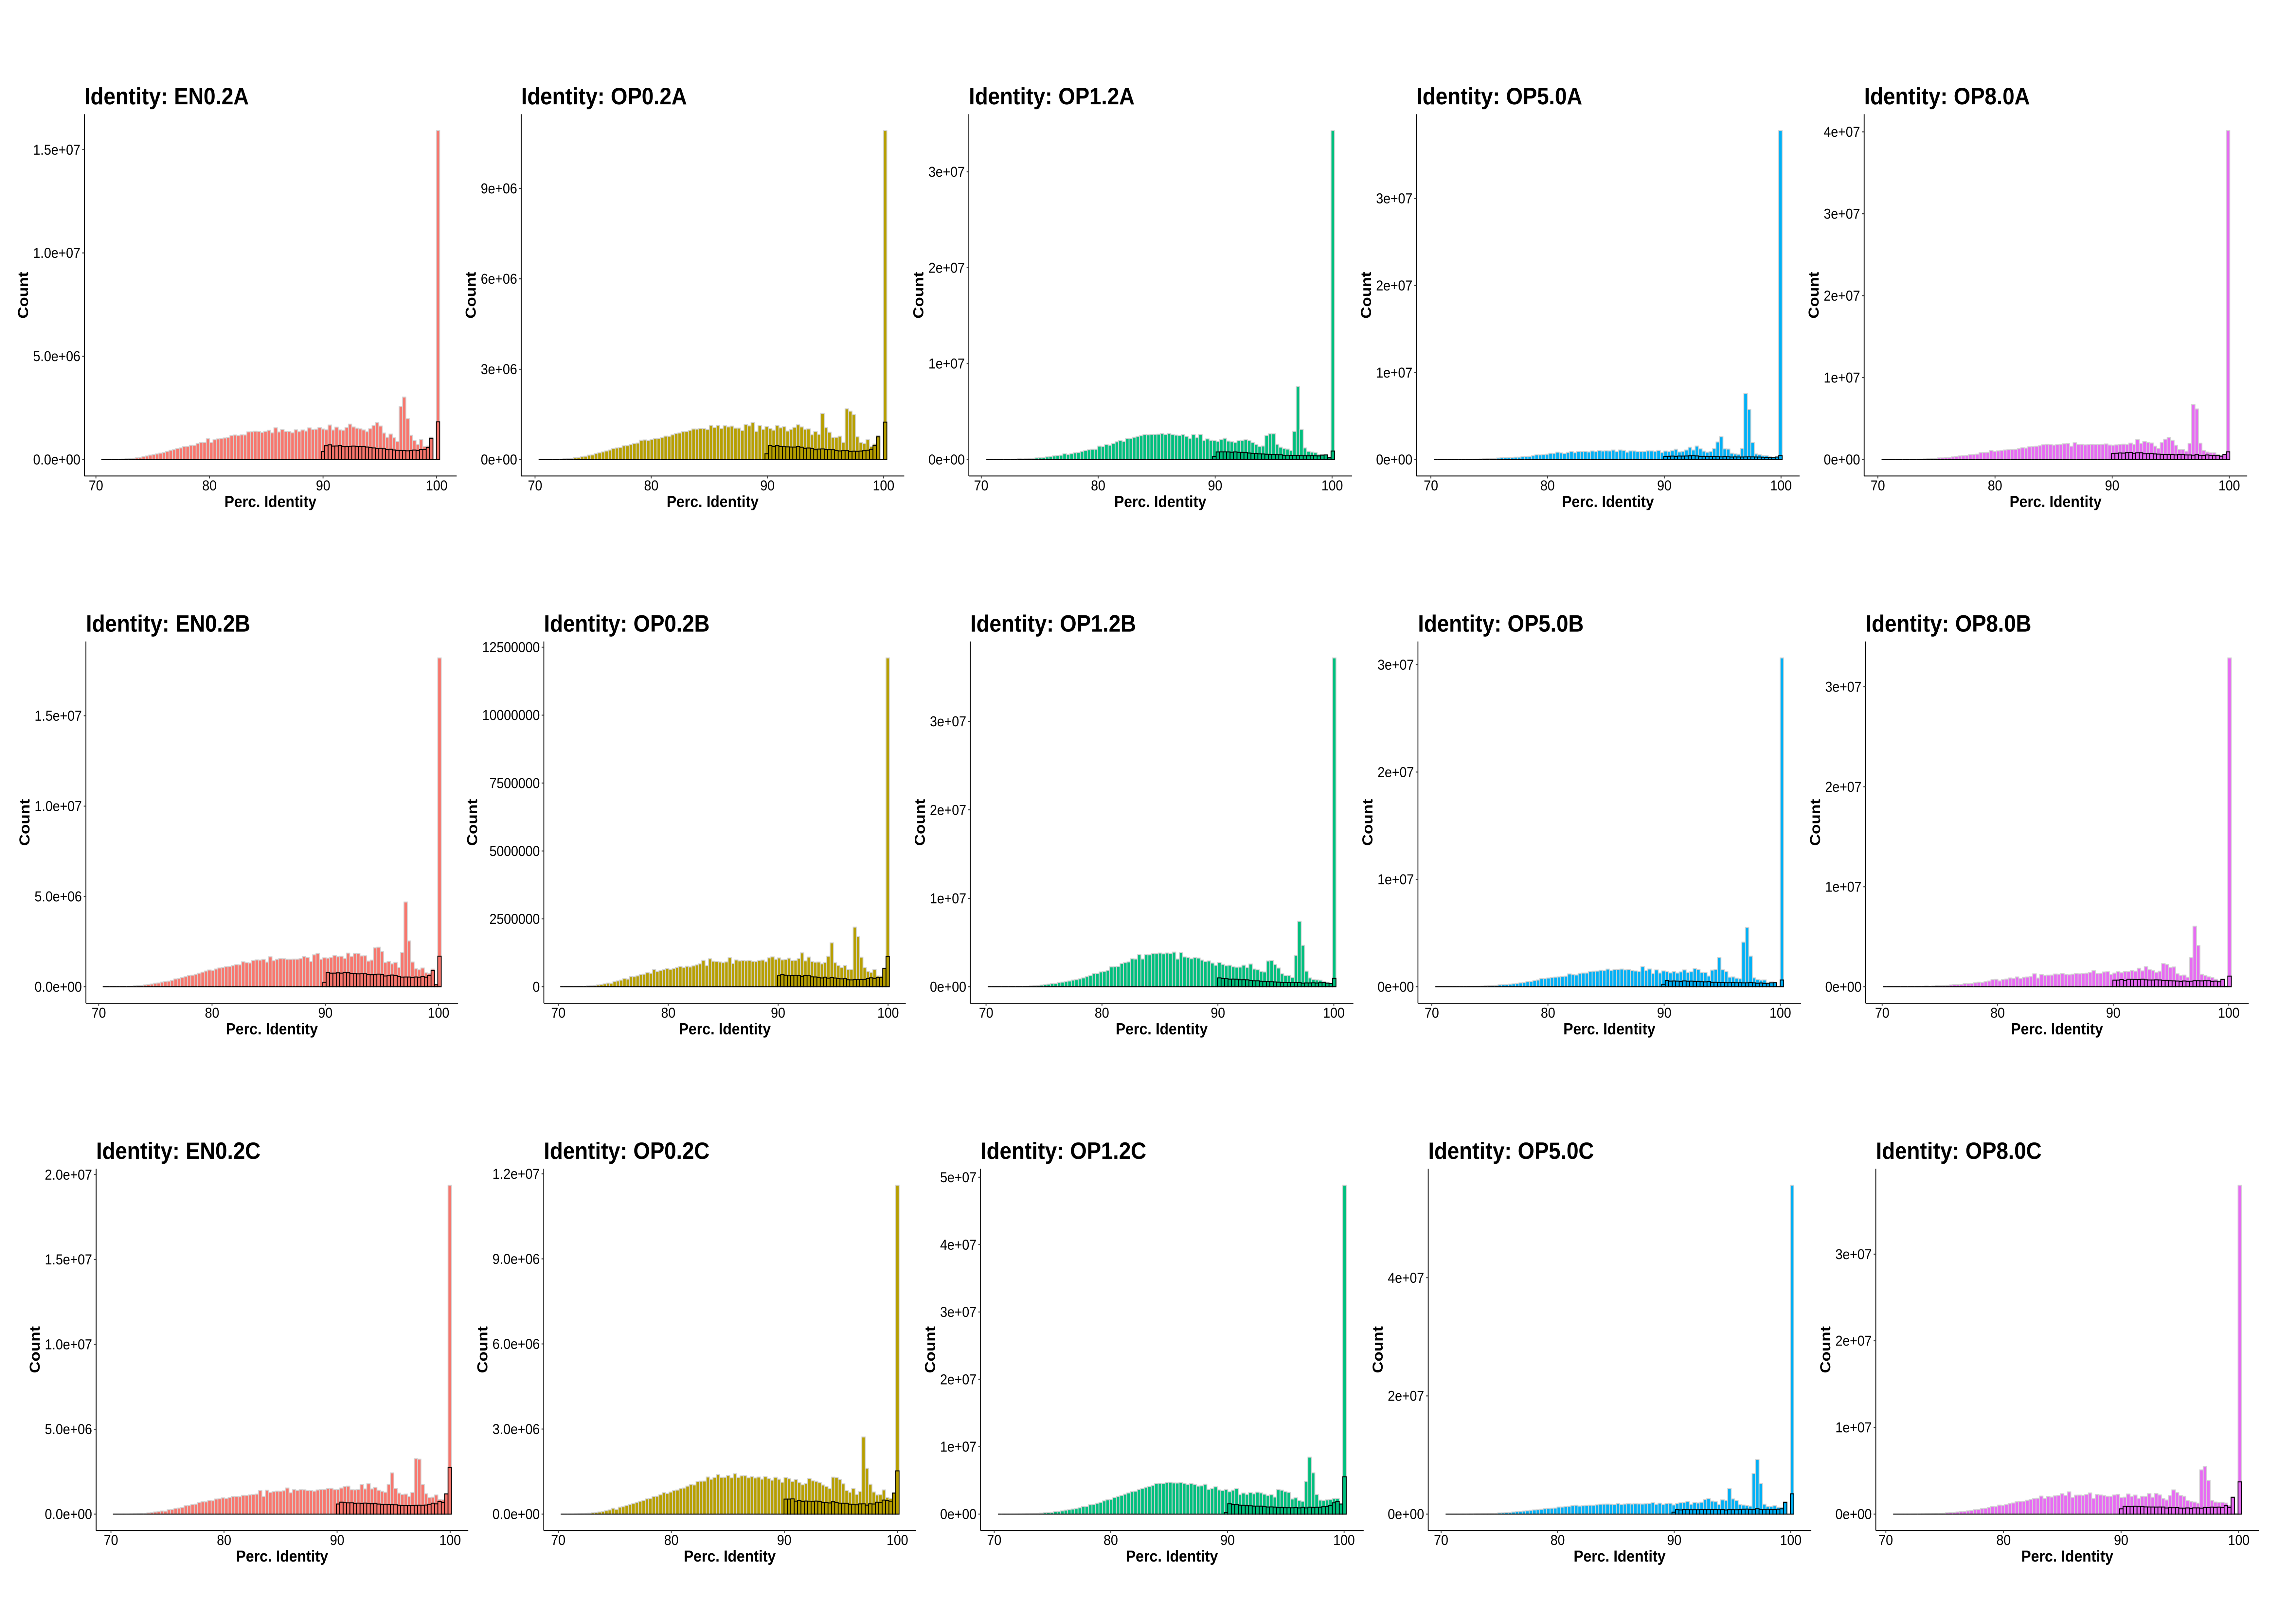 Identity: EN0.2A
Count
1.5e+07
1.0e+07
5.0e+06
0.0e+00
70 80 90 100
Perc. Identity
Identity: OP0.2A
Count
9e+06
6e+06
3e+06
0e+00
70 80 90 100
Perc. Identity
Identity: OP1.2A
Count
3e+07
2e+07
1e+07
0e+00
70 80 90 100
Perc. Identity
Identity: OP5.0A
Count
3e+07
2e+07
1e+07
0e+00
70 80 90 100
Perc. Identity
Identity: OP8.0A
Count
4e+07
3e+07
2e+07
1e+07
0e+00
70 80 90 100
Perc. Identity
Identity: EN0.2B
Count
1.5e+07
1.0e+07
5.0e+06
0.0e+00
70 80 90 100
Perc. Identity
Identity: OP0.2B
Count
12500000
10000000
7500000
5000000
2500000
0
70 80 90 100
Perc. Identity
Identity: OP1.2B
Count
3e+07
2e+07
1e+07
0e+00
70 80 90 100
Perc. Identity
Identity: OP5.0B
Count
3e+07
2e+07
1e+07
0e+00
70 80 90 100
Perc. Identity
Identity: OP8.0B
Count
3e+07
2e+07
1e+07
0e+00
70 80 90 100
Perc. Identity
Identity: EN0.2C
Count
2.0e+07
1.5e+07
1.0e+07
5.0e+06
0.0e+00
70 80 90 100
Perc. Identity
Identity: OP0.2C
Count
1.2e+07
9.0e+06
6.0e+06
3.0e+06
0.0e+00
70 80 90 100
Perc. Identity
Identity: OP1.2C
Count
5e+07
4e+07
3e+07
2e+07
1e+07
0e+00
70 80 90 100
Perc. Identity
Identity: OP5.0C
Count
4e+07
2e+07
0e+00
70 80 90 100
Perc. Identity
Identity: OP8.0C
Count
3e+07
2e+07
1e+07
0e+00
70 80 90 100
Perc. Identity